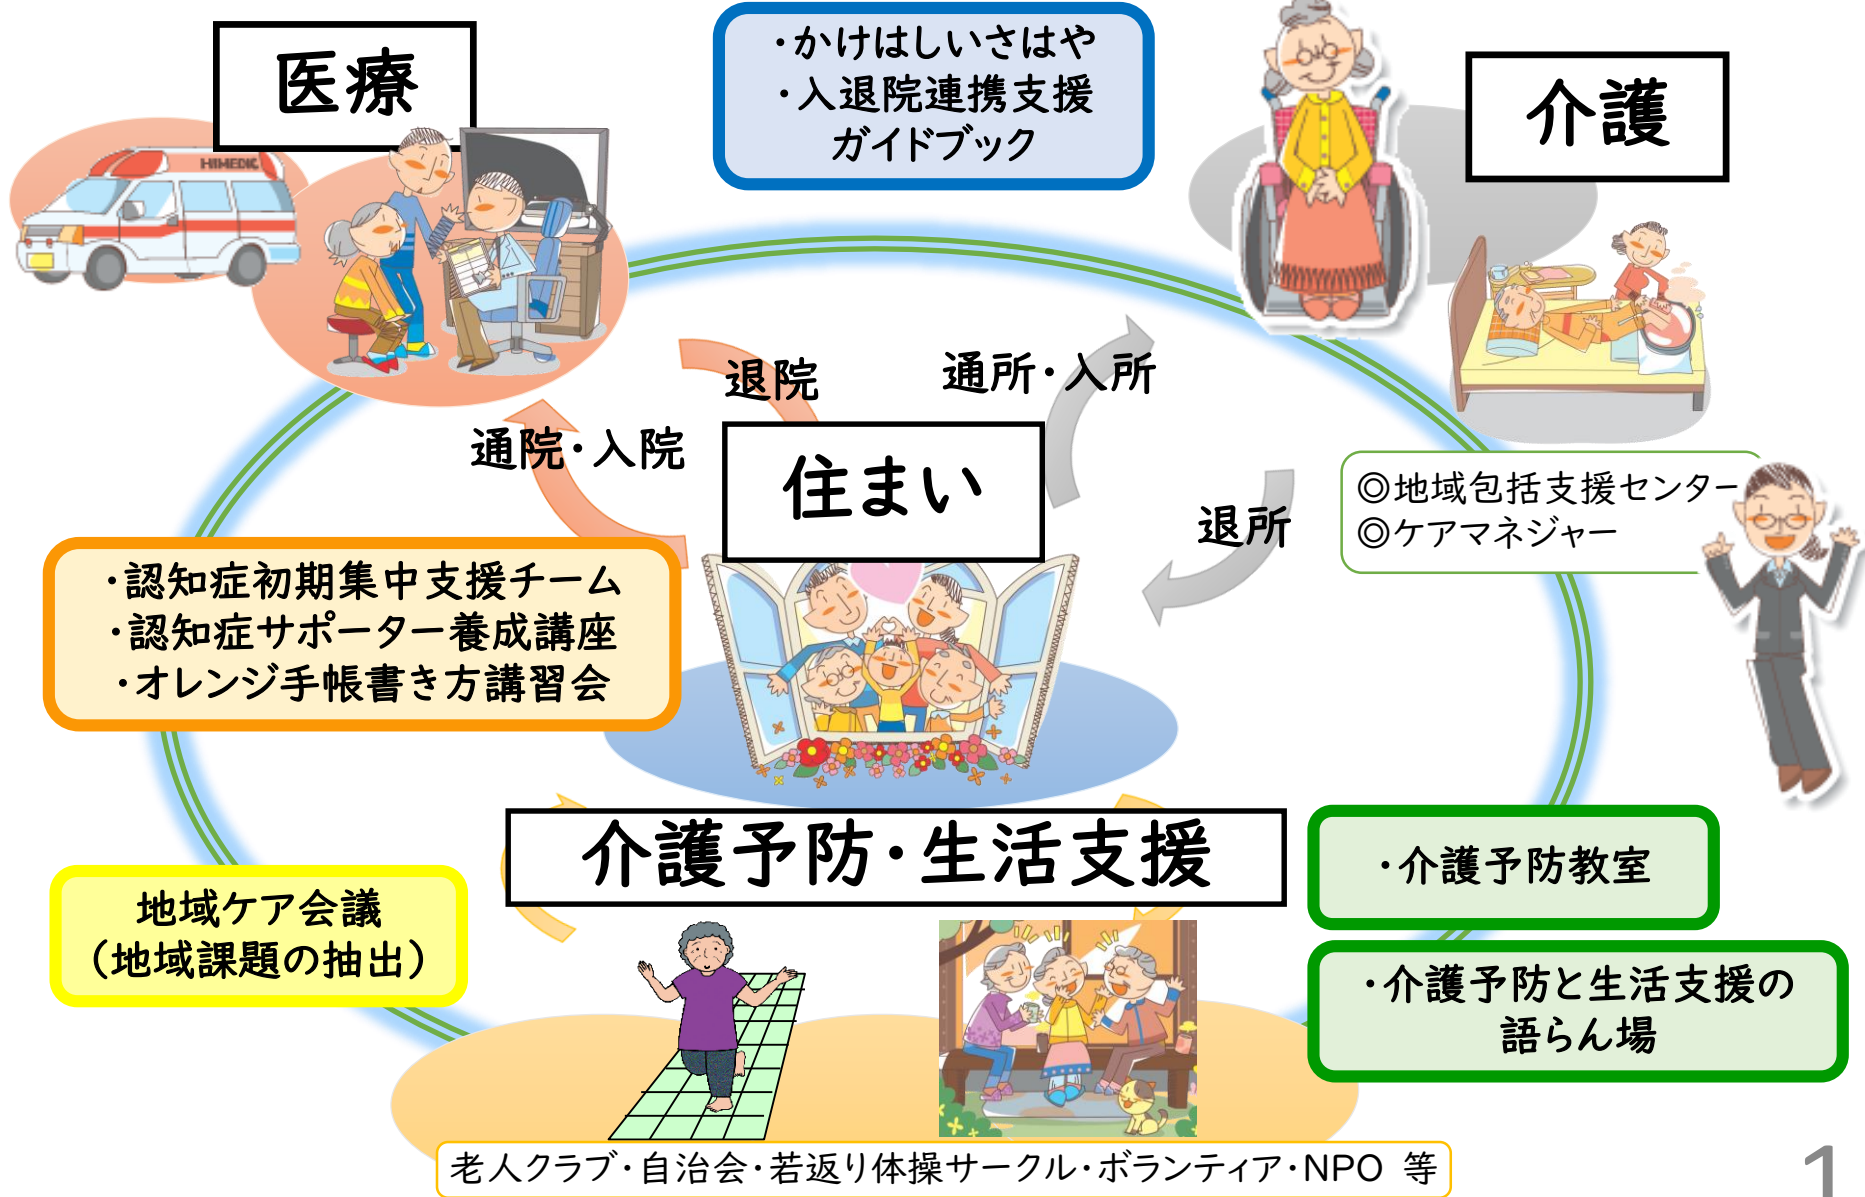 医療
・かけはしいさはや
・入退院連携支援
ガイドブック
介護
HIMEDIC
退院
通所・入所
通院・入院
住まい
退所
◎地域包括支援センター
◎ケアマネジャー
・認知症初期集中支援チーム
・認知症サポーター養成講座
・オレンジ手帳書き方講習会
介護予防・生活支援
・介護予防教室
地域ケア会議
（地域課題の抽出）
・介護予防と生活支援の
語らん場
老人クラブ・自治会・若返り体操サークル・ボランティア・NPO 等
1